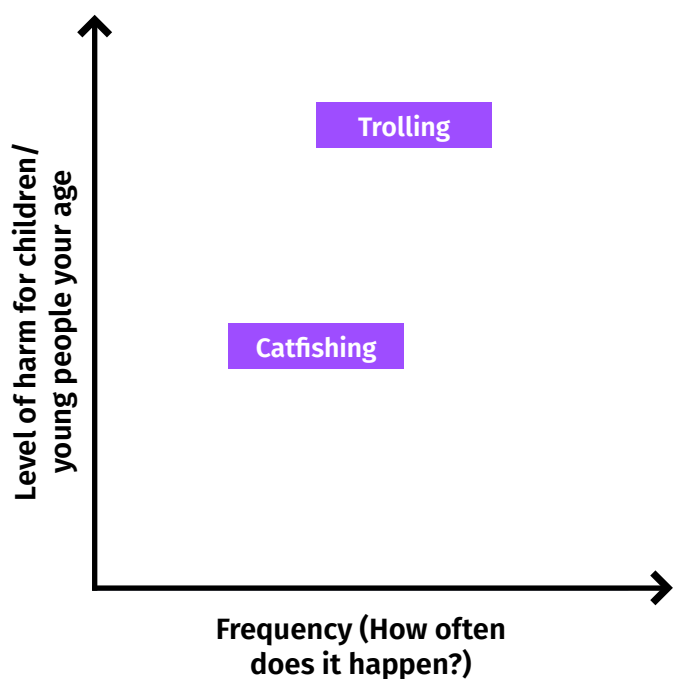 Trolling
Level of harm for children/
young people your age
Catfishing
Frequency (How often
does it happen?)